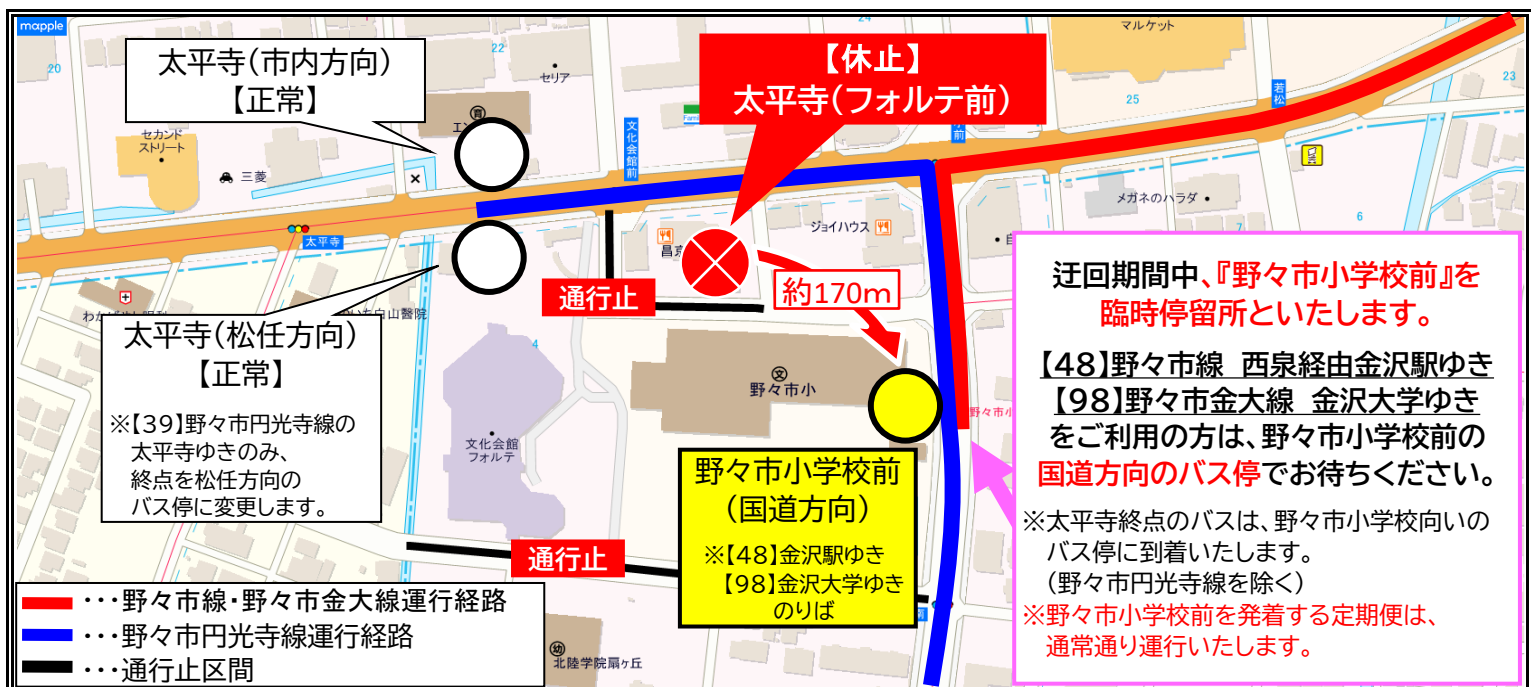 mapple
20
22
24
25
23
マルケット
セリア
太平寺(市内方向)
【正常】
【休止】
太平寺(フォルテ前)
若松
文化会館前
セカンド
ストリート
三菱
メガネのハラダ
6
7
太平寺
ジョイハウス
通行止
約170m
太平寺(松任方向)
【正常】
※【39】野々市円光寺線の
太平寺ゆきのみ、
終点を松任方向の
バス停に変更します。
4
文
野々市小
文化会館
フォルテ
野々市小学校前
(国道方向)
※【48】金沢駅ゆき
【98】金沢大学ゆき
のりば
通行止
迂回期間中、『野々市小学校前』を
臨時停留所といたします。
【48】野々市線 西泉経由金沢駅ゆき
【98】野々市金大線 金沢大学ゆき
をご利用の方は、野々市小学校前の
国道方向のバス停でお待ちください。
※太平寺終点のバスは、野々市小学校向いの
バス停に到着いたします。
(野々市円光寺線を除く)
※野々市小学校前を発着する定期便は、
通常通り運行いたします。
･･･野々市線・野々市金大線運行経路
･･･野々市円光寺線運行経路
･･･通行止区間
幼
北陸学院扇ヶ丘